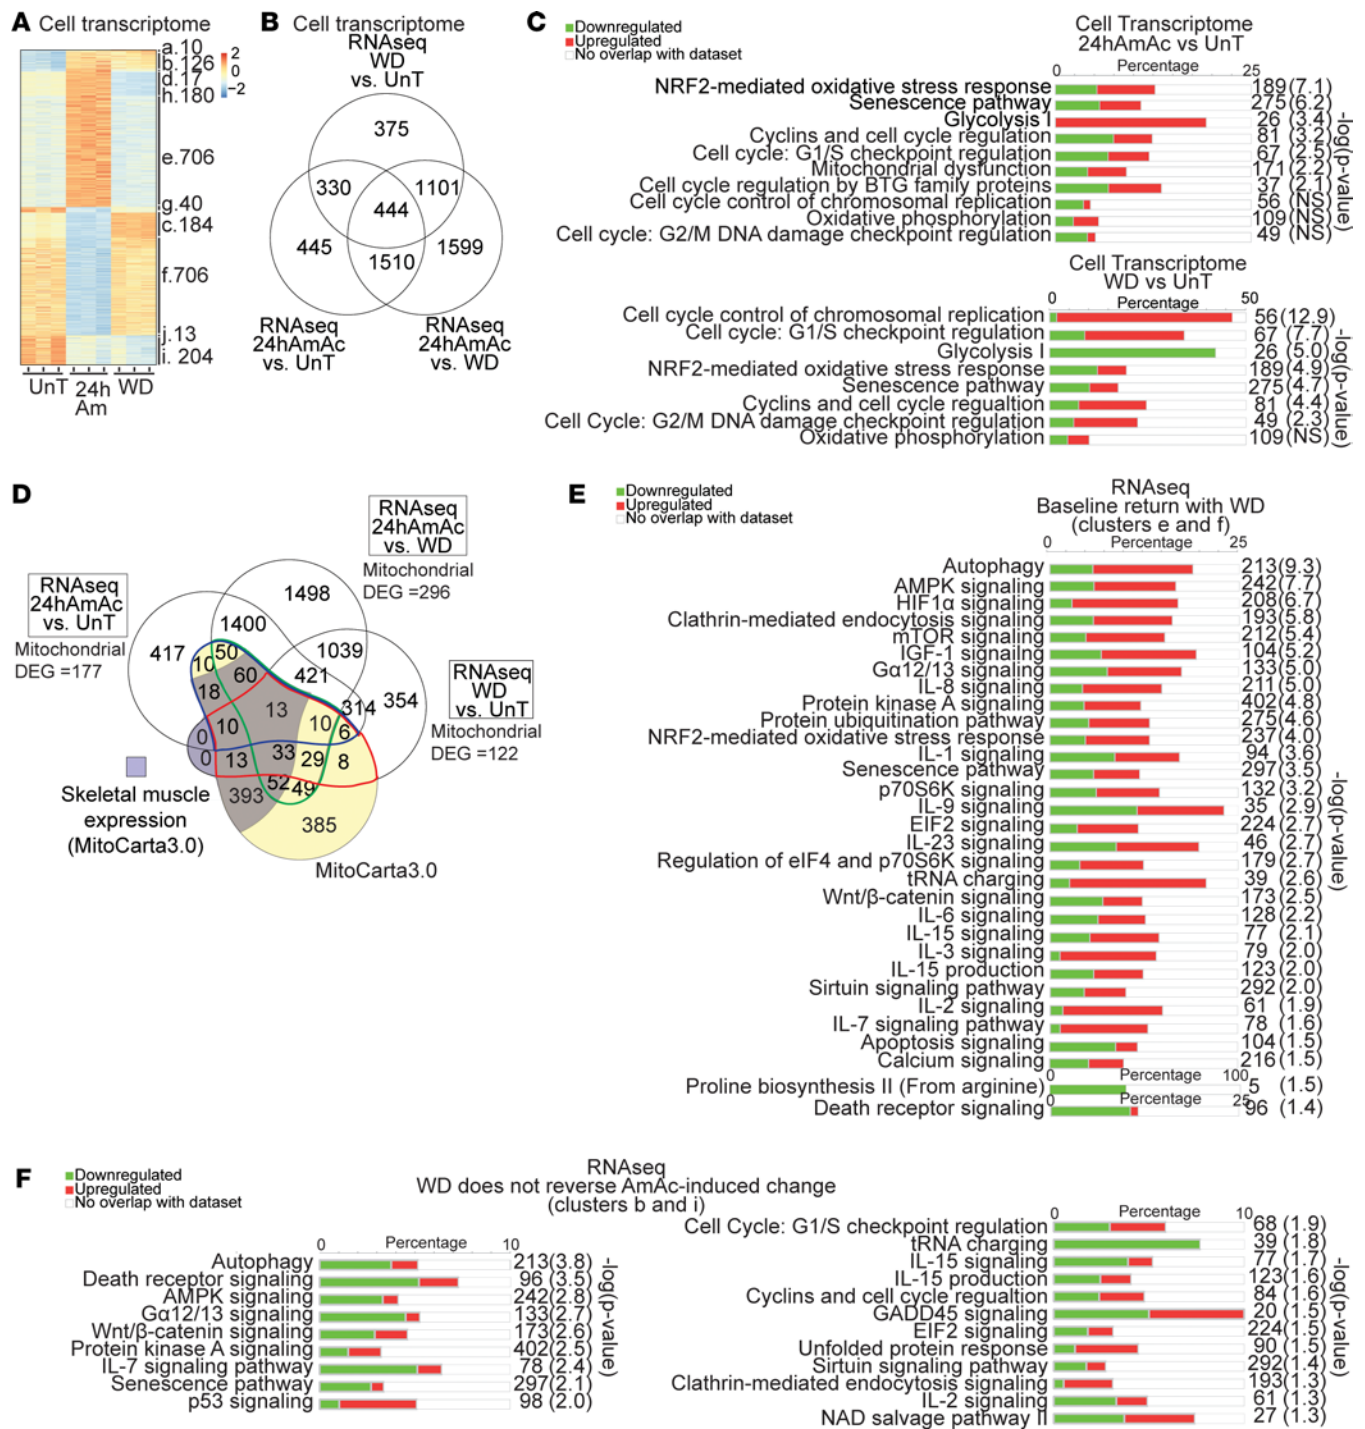 A Cell transcriptome
a.10
b.126
d.17
h.180
e.706
g.40
c.184
f.706
j.13
i. 204
2
0
−2
UnT 24h Am WD
B Cell transcriptome
RNAseq
WD
vs. UnT
375
330 1101
444
445 1510 1599
RNAseq
24hAmAc
vs. UnT
RNAseq
24hAmAc
vs. WD
C
Downregulated
Upregulated
No overlap with dataset
Cell Transcriptome
24hAmAc vs UnT
0 Percentage 25
NRF2-mediated oxidative stress response 189(7.1)
Senescence pathway 275(6.2)
Glycolysis I 26 (3.4)
Cyclins and cell cycle regulation 81 (3.2)
Cell cycle: G1/S checkpoint regulation 67 (2.5)
Mitochondrial dysfunction 171(2.2)
Cell cycle regulation by BTG family proteins 37 (2.1)
Cell cycle control of chromosomal replication 56 (NS)
Oxidative phosphorylation 109(NS)
Cell cycle: G2/M DNA damage checkpoint regulation 49 (NS)
-log(p-value)
Cell Transcriptome
WD vs UnT
0 Percentage 50
Cell cycle control of chromosomal replication 56(12.9)
Cell cycle: G1/S checkpoint regulation 67 (7.7)
Glycolysis I 26 (5.0)
NRF2-mediated oxidative stress response 189(4.9)
Senescence pathway 275(4.7)
Cyclins and cell cycle regualtion 81 (4.4)
Cell Cycle: G2/M DNA damage checkpoint regulation 49 (2.3)
Oxidative phosphorylation 109(NS)
-log(p-value)
D
RNAseq
24hAmAc
vs. WD
Mitochondrial
DEG =296
RNAseq
24hAmAc
vs. UnT
Mitochondrial
DEG =177
RNAseq
WD
vs. UnT
Mitochondrial
DEG =122
1498
1400
1039
417 10 50
60 421
18
13 314 354
10 10 6
0
0 13 33 29 8
52 49
393
385
Skeletal muscle
expression
(MitoCarta3.0)
MitoCarta3.0
E
Downregulated
Upregulated
No overlap with dataset
RNAseq
Baseline return with WD
(clusters e and f)
0 Percentage 25
Autophagy 213(9.3)
AMPK signaling 242(7.7)
HIF1α signaling 208(6.7)
Clathrin-mediated endocytosis signaling 193(5.8)
mTOR signaling 212(5.4)
IGF-1 signaling 104(5.2)
Gα12/13 signaling 133(5.0)
IL-8 signaling 211(5.0)
Protein kinase A signaling 402(4.8)
Protein ubiquitination pathway 275(4.6)
NRF2-mediated oxidative stress response 237(4.0)
IL-1 signaling 94 (3.6)
Senescence pathway 297(3.5)
p70S6K signaling 132 (3.2)
IL-9 signaling 35 (2.9)
EIF2 signaling 224 (2.7)
IL-23 signaling 46 (2.7)
Regulation of eIF4 and p70S6K signaling 179 (2.7)
tRNA charging 39 (2.6)
Wnt/β-catenin signaling 173(2.5)
IL-6 signaling 128 (2.2)
IL-15 signaling 77 (2.1)
IL-3 signaling 79 (2.0)
IL-15 production 123(2.0)
Sirtuin signaling pathway 292(2.0)
IL-2 signaling 61 (1.9)
IL-7 signaling pathway 78 (1.6)
Apoptosis signaling 104(1.5)
Calcium signaling 216(1.5)
0 Percentage 100
Proline biosynthesis II (From arginine) 5 (1.5)
0 Percentage 25
Death receptor signaling 96 (1.4)
-log(p-value)
F
Downregulated
Upregulated
No overlap with dataset
RNAseq
WD does not reverse AmAc-induced change
(clusters b and i)
0 Percentage 10
Autophagy 213(3.8)
Death receptor signaling 96 (3.5)
AMPK signaling 242(2.8)
Gα12/13 signaling 133(2.7)
Wnt/β-catenin signaling 173(2.6)
Protein kinase A signaling 402(2.5)
IL-7 signaling pathway 78 (2.4)
Senescence pathway 297(2.1)
p53 signaling 98 (2.0)
-log(p-value)
0 Percentage 10
Cell Cycle: G1/S checkpoint regulation 68 (1.9)
tRNA charging 39 (1.8)
IL-15 signaling 77 (1.7)
IL-15 production 123(1.6)
Cyclins and cell cycle regulation 84 (1.6)
GADD45 signaling 20 (1.5)
EIF2 signaling 224(1.5)
Unfolded protein response 90 (1.5)
Sirtuin signaling pathway 292(1.4)
Clathrin-mediated endocytosis signaling 193(1.3)
IL-2 signaling 61 (1.3)
NAD salvage pathway II 27 (1.3)
-log(p-value)